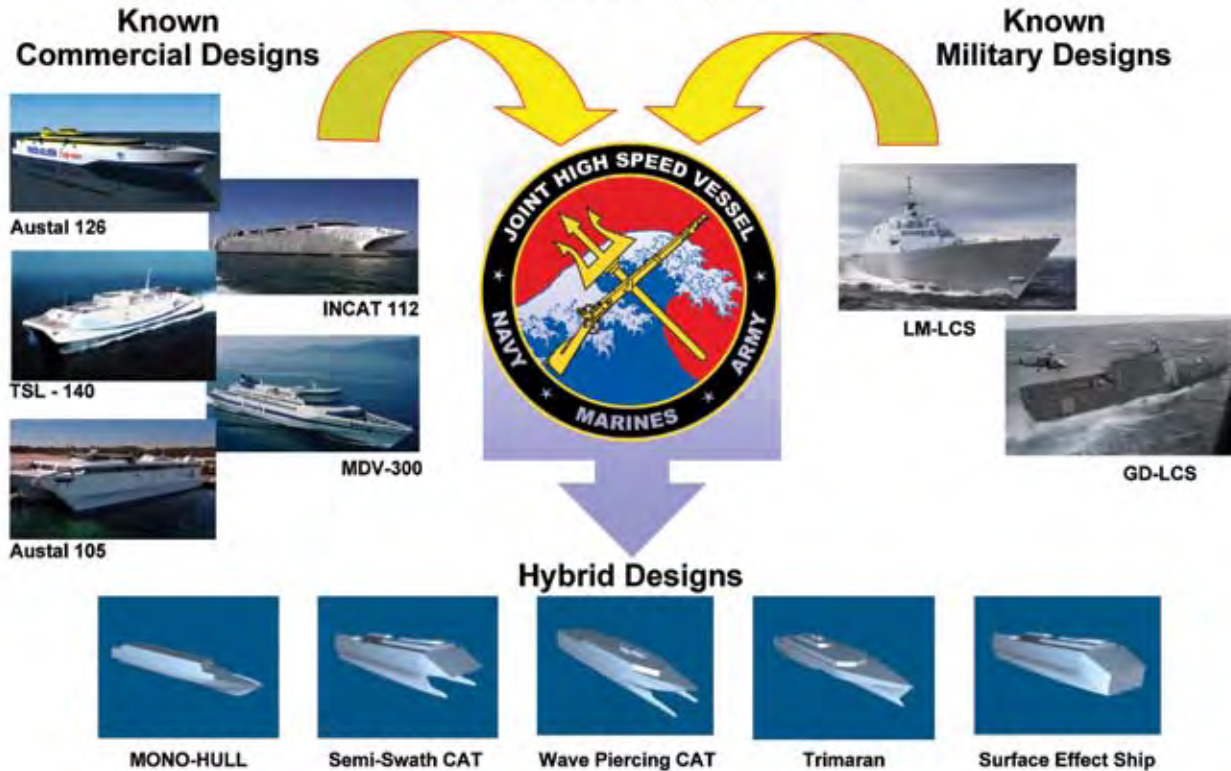 Known
Commercial Designs
Known
Military Designs
Austal 126
INCAT 112
TSL - 140
MDV-300
Austal 105
JOINT HIGH SPEED VESSEL
NAVY
MARINES
ARMY
LM-LCS
GD-LCS
Hybrid Designs
MONO-HULL
Semi-Swath CAT
Wave Piercing CAT
Trimaran
Surface Effect Ship